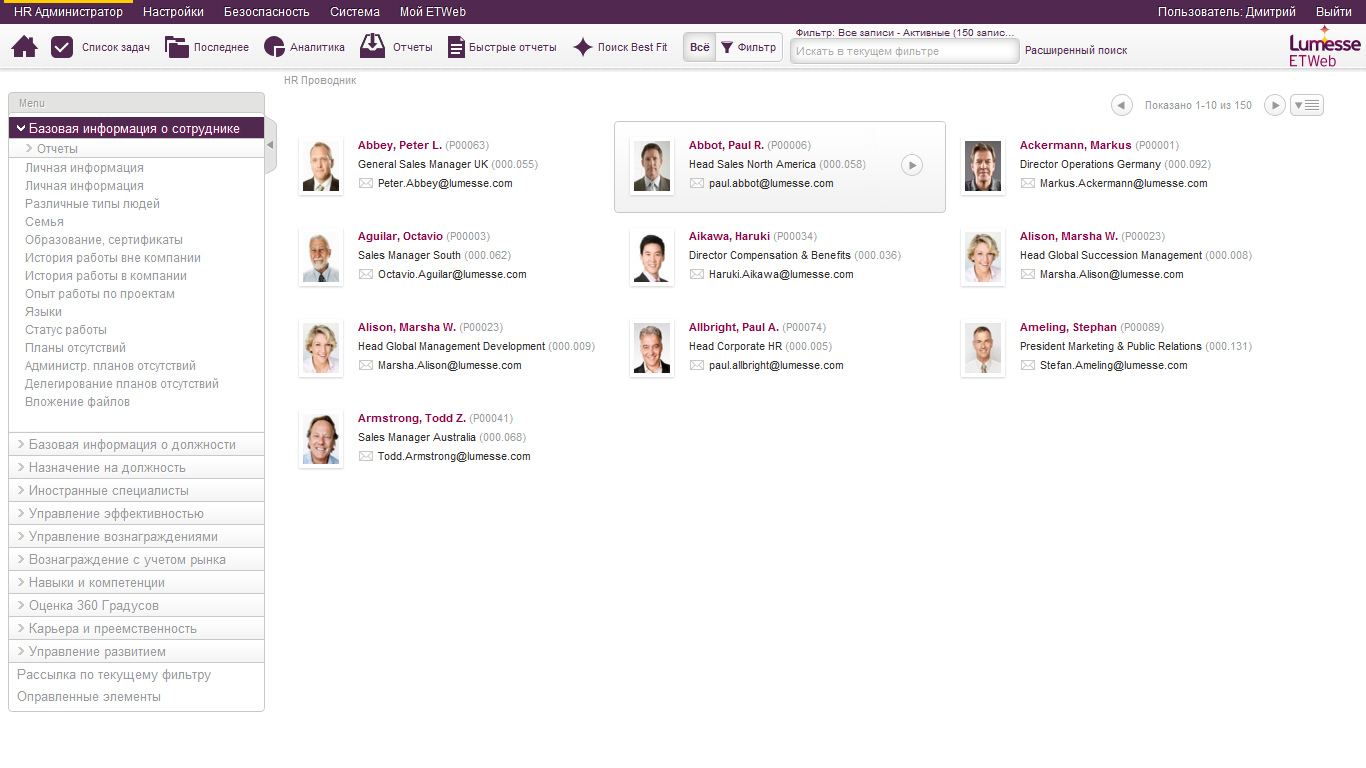 HR Администратор Настройки Безопасность Система Мой ETWeb Пользователь: Дмитрий Выйти
Список задач Последнее Аналитика Отчеты Быстрые отчеты Поиск Best Fit Всё Фильтр
Фильтр: Все записи - Активные (150 запис...
Искать в текущем фильтре
Расширенный поиск
Lumesse
ETWeb
HR Проводник
Menu
Базовая информация о сотруднике
Отчеты
Личная информация
Личная информация
Различные типы людей
Семья
Образование, сертификаты
История работы вне компании
История работы в компании
Опыт работы по проектам
Языки
Статус работы
Планы отсутствий
Администр. планов отсутствий
Делегирование планов отсутствий
Вложение файлов
Базовая информация о должности
Назначение на должность
Иностранные специалисты
Управление эффективностью
Управление вознаграждениями
Вознаграждение с учетом рынка
Навыки и компетенции
Оценка 360 Градусов
Карьера и преемственность
Управление развитием
Рассылка по текущему фильтру
Оправленные элементы
Показано 1-10 из 150
Abbey, Peter L. (P00063)
General Sales Manager UK (000.055)
Peter.Abbey@lumesse.com
Abbot, Paul R. (P00006)
Head Sales North America (000.058)
paul.abbot@lumesse.com
Ackermann, Markus (P00001)
Director Operations Germany (000.092)
Markus.Ackermann@lumesse.com
Aguilar, Octavio (P00003)
Sales Manager South (000.062)
Octavio.Aguilar@lumesse.com
Aikawa, Haruki (P00034)
Director Compensation & Benefits (000.036)
Haruki.Aikawa@lumesse.com
Alison, Marsha W. (P00023)
Head Global Succession Management (000.008)
Marsha.Alison@lumesse.com
Alison, Marsha W. (P00023)
Head Global Management Development (000.009)
Marsha.Alison@lumesse.com
Allbright, Paul A. (P00074)
Head Corporate HR (000.005)
paul.allbright@lumesse.com
Ameling, Stephan (P00089)
President Marketing & Public Relations (000.131)
Stefan.Ameling@lumesse.com
Armstrong, Todd Z. (P00041)
Sales Manager Australia (000.068)
Todd.Armstrong@lumesse.com